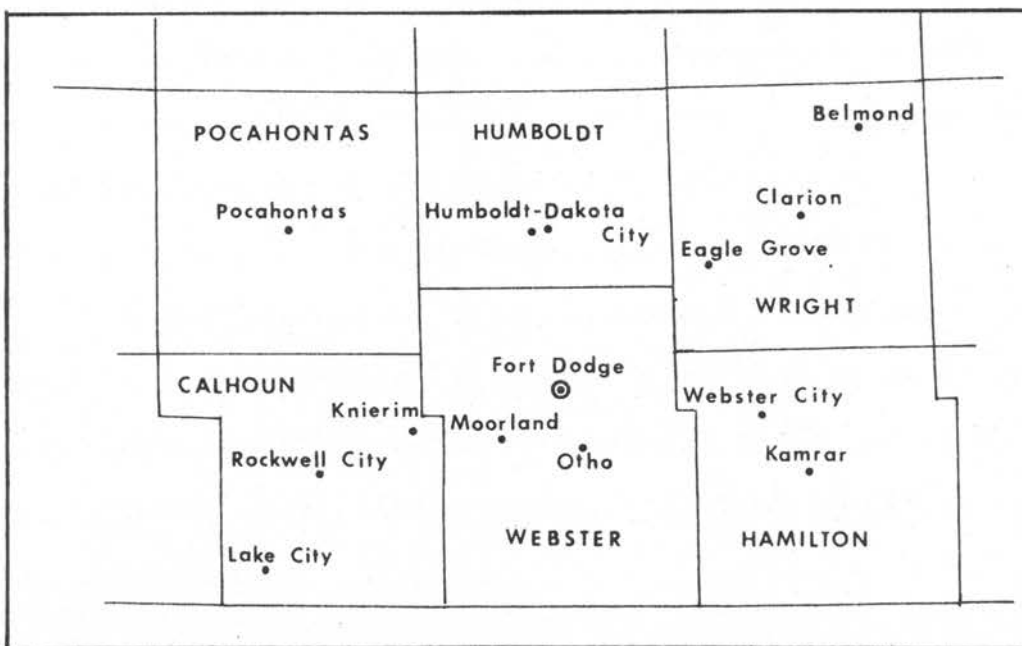 Belmond
POCAHONTAS
HUMBOLDT
Clarion
Pocahontas
Humboldt-Dakota
City
Eagle Grove
WRIGHT
Fort Dodge
CALHOUN
Webster City
Knierim
Moorland
Rockwell City
Otho
Kamrar
WEBSTER
HAMILTON
Lake City